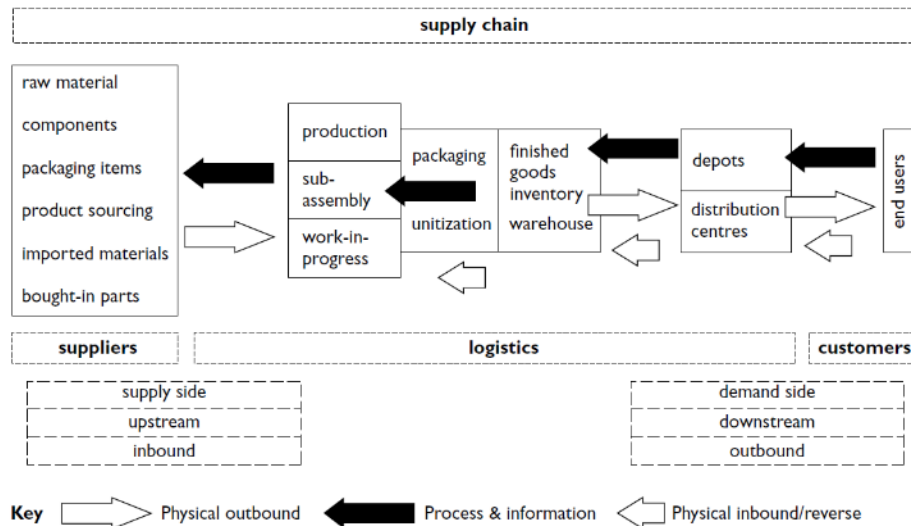 supply chain
raw material
components
packaging items
product sourcing
imported materials
bought-in parts
production
sub-
assembly
work-in-
progress
packaging
unitization
finished
goods
inventory
warehouse
depots
distribution
centres
end users
suppliers
logistics
customers
supply side
upstream
inbound
demand side
downstream
outbound
Key Physical outbound Process & information Physical inbound/reverse